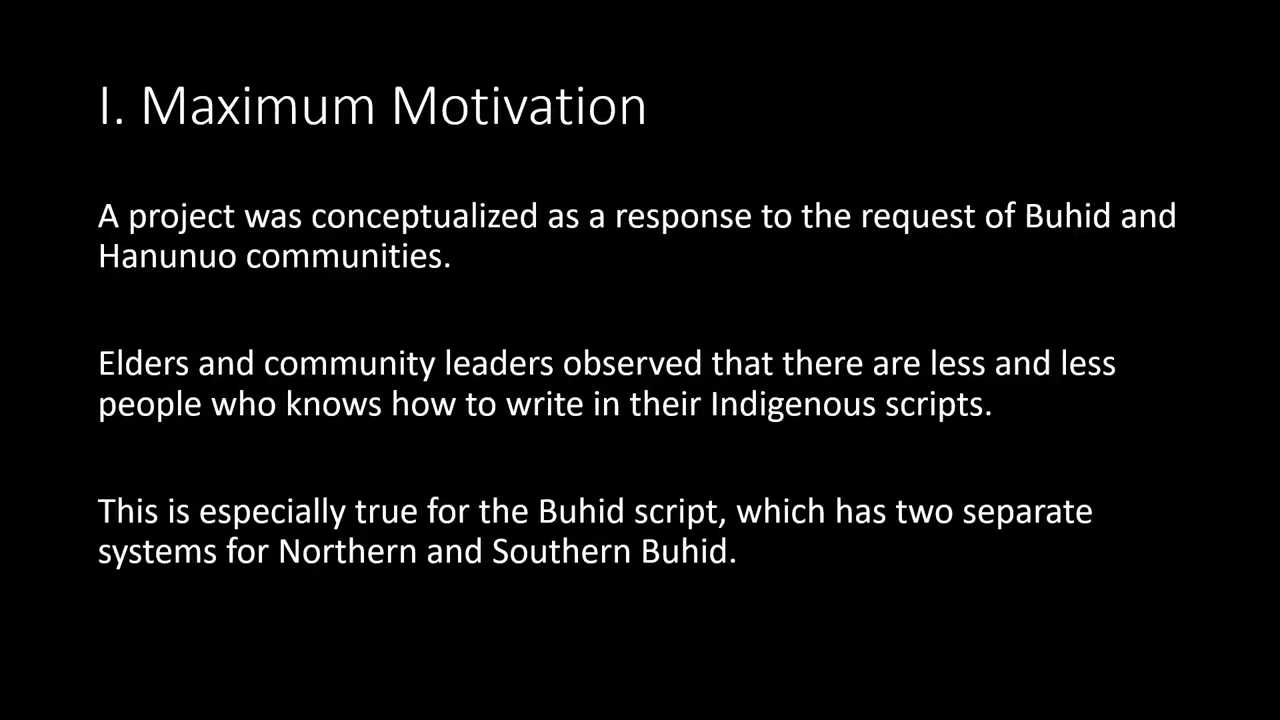 I. Maximum Motivation
A project was conceptualized as a response to the request of Buhid and
Hanunuo communities.
Elders and community leaders observed that there are less and less
people who knows how to write in their Indigenous scripts.
This is especially true for the Buhid script, which has two separate
systems for Northern and Southern Buhid.